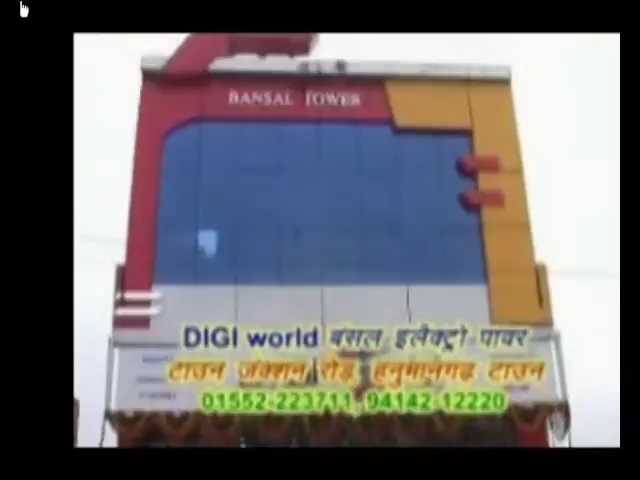 BANSAL TOWER
DIGI world बंसल इलैक्ट्रो पावर
टाउन जंक्शन रोड़, हनुमानगढ़ टाउन
01552-223711, 94142-12220